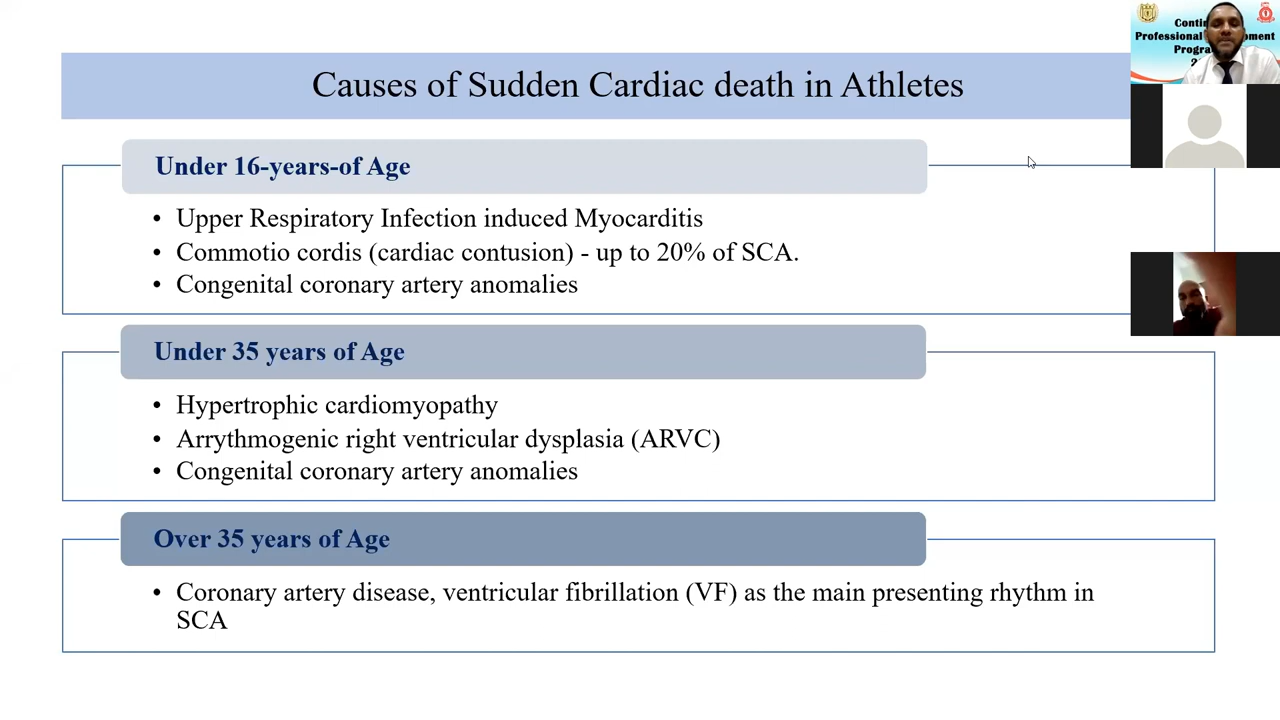 Causes of Sudden Cardiac death in Athletes
Under 16-years-of Age
• Upper Respiratory Infection induced Myocarditis
• Commotio cordis (cardiac contusion) - up to 20% of SCA.
• Congenital coronary artery anomalies
Under 35 years of Age
• Hypertrophic cardiomyopathy
• Arrythmogenic right ventricular dysplasia (ARVC)
• Congenital coronary artery anomalies
Over 35 years of Age
• Coronary artery disease, ventricular fibrillation (VF) as the main presenting rhythm in
SCA
Professional